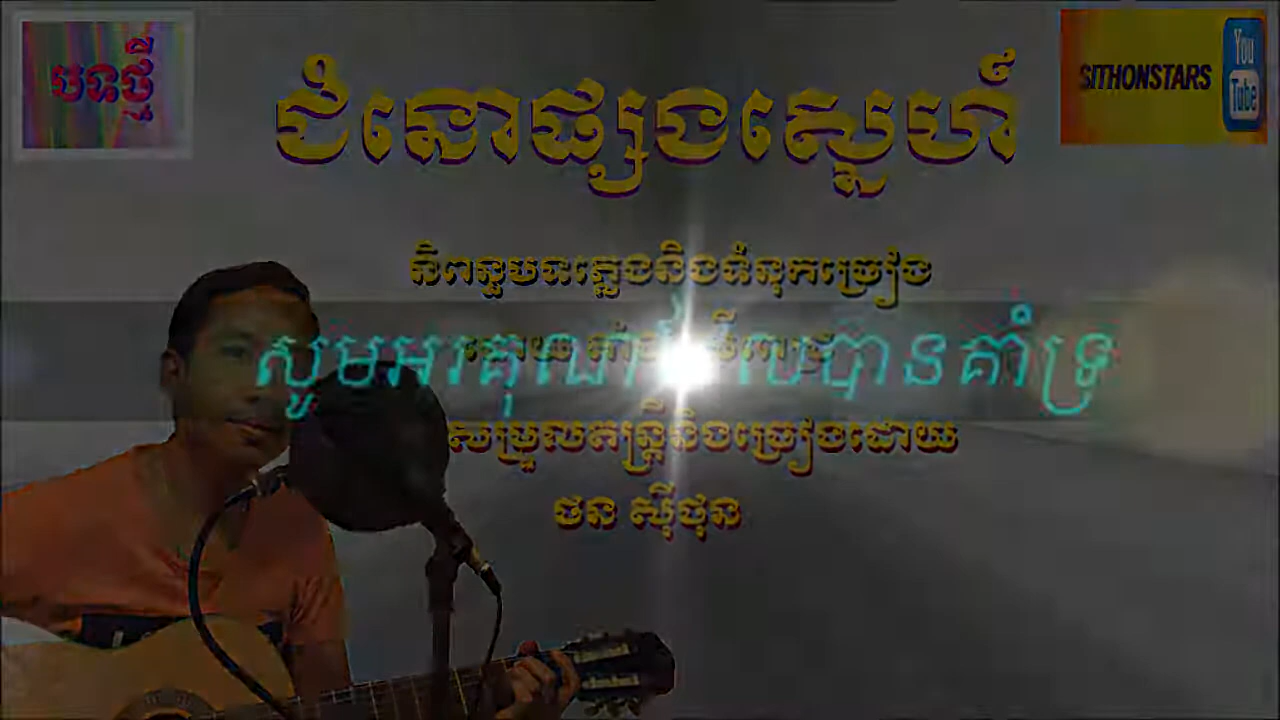 បទថ្មី
SITHONSTARS
You
Tube
ជំនោផ្សងស្នេហ៍
និពន្ធបទភ្លេងនិងទំនុកច្រៀង
ដោយ
សូមអរគុណ បានគាំទ្រ
សម្រួលតន្ត្រីនិងច្រៀងដោយ
ថន ស៊ីថុន